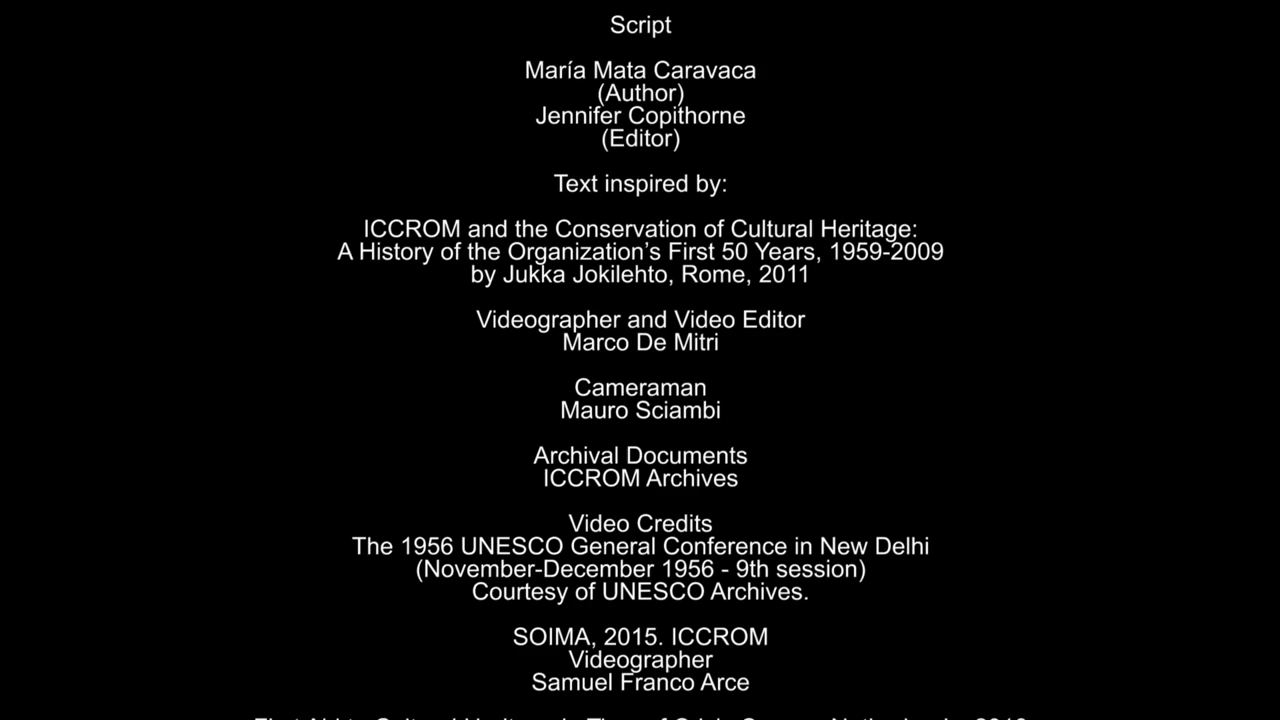 Script
María Mata Caravaca
(Author)
Jennifer Copithorne
(Editor)
Text inspired by:
ICCROM and the Conservation of Cultural Heritage:
A History of the Organization’s First 50 Years, 1959-2009
by Jukka Jokilehto, Rome, 2011
Videographer and Video Editor
Marco De Mitri
Cameraman
Mauro Sciambi
Archival Documents
ICCROM Archives
Video Credits
The 1956 UNESCO General Conference in New Delhi
(November-December 1956 - 9th session)
Courtesy of UNESCO Archives.
SOIMA, 2015. ICCROM
Videographer
Samuel Franco Arce